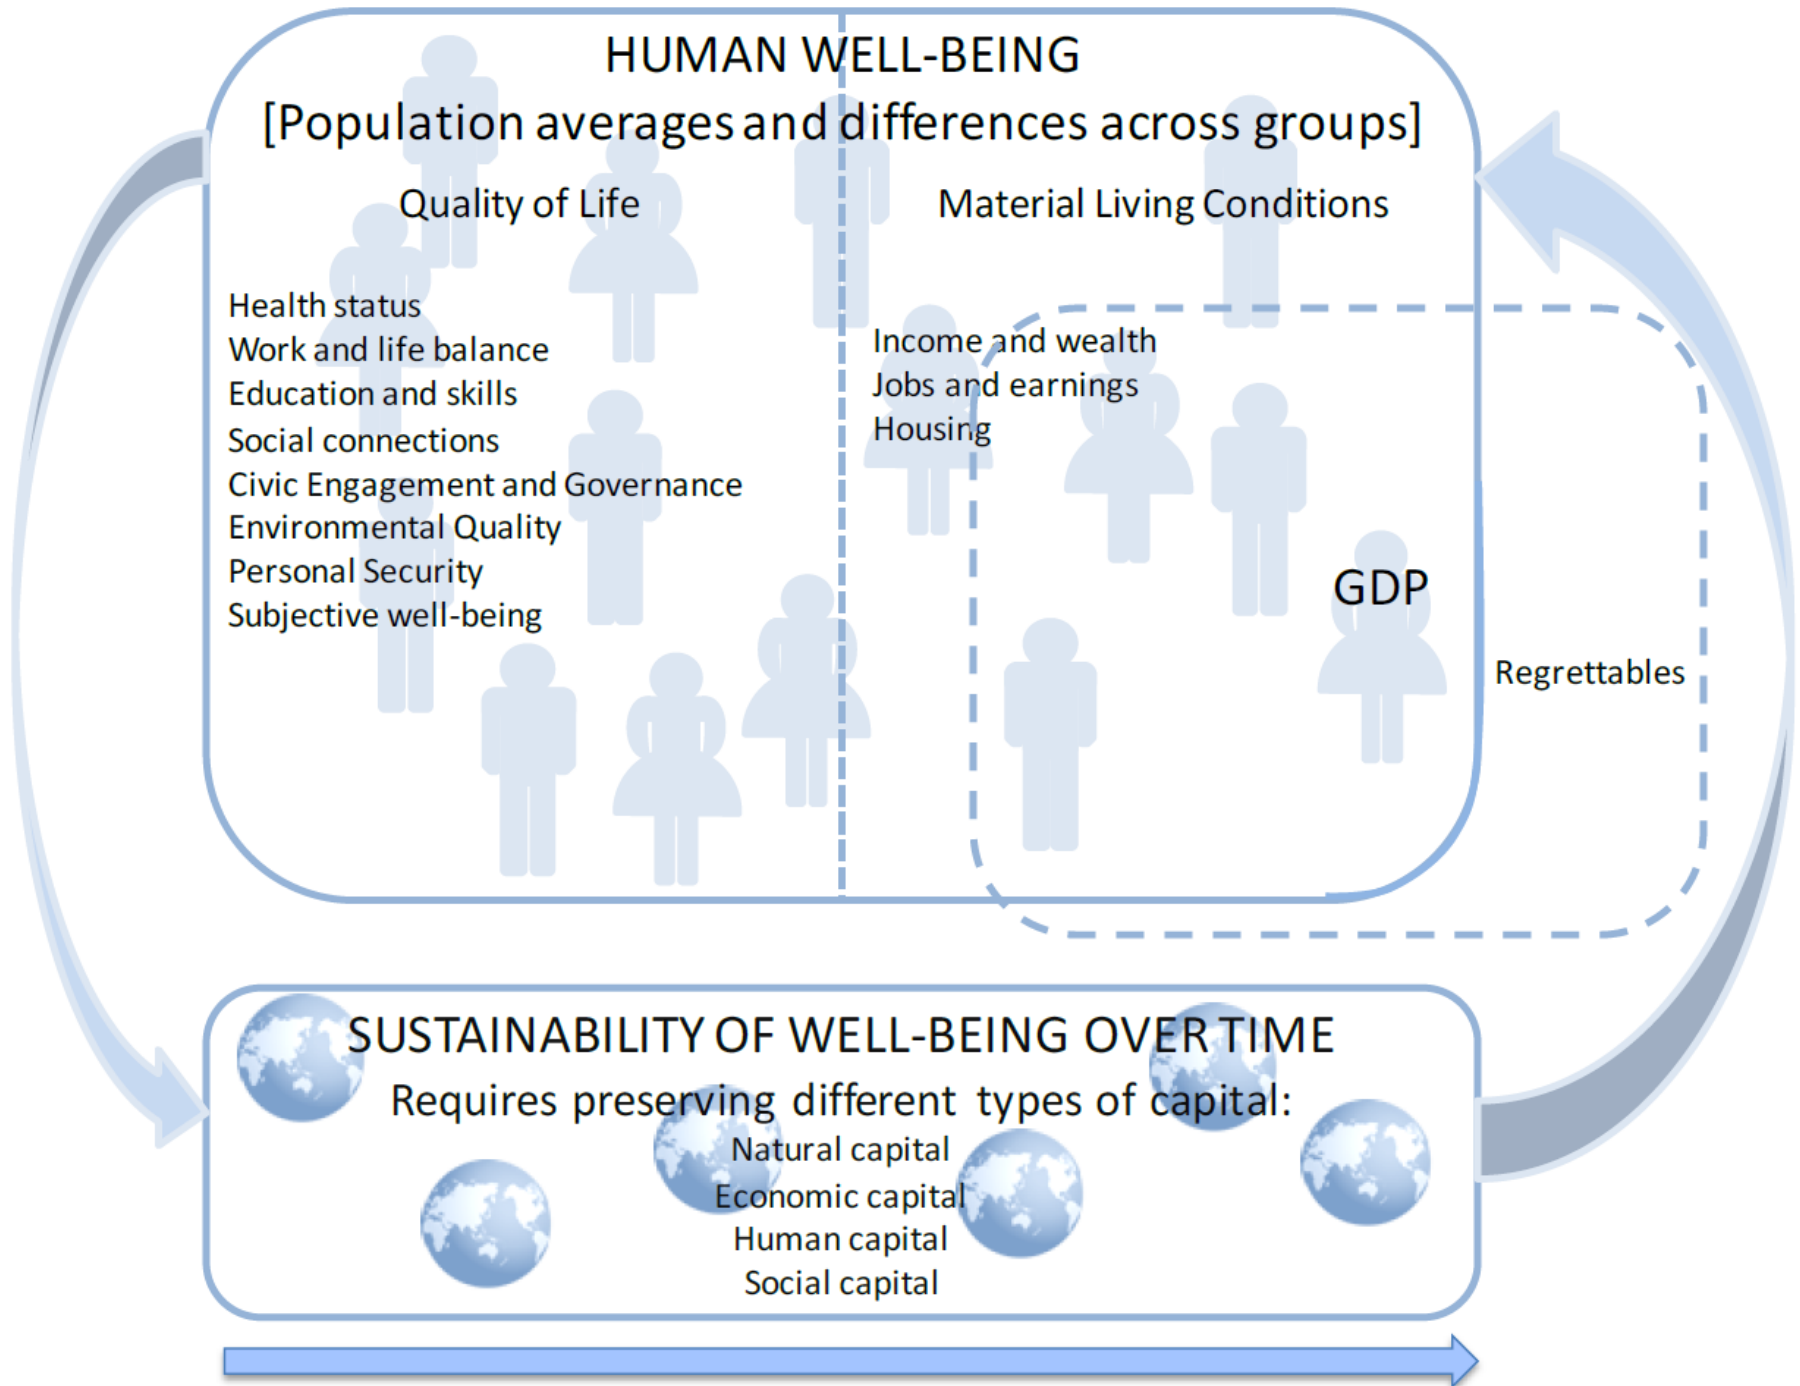 HUMAN WELL-BEING
[Population averages and differences across groups]
Quality of Life
Health status
Work and life balance
Education and skills
Social connections
Civic Engagement and Governance
Environmental Quality
Personal Security
Subjective well-being
Material Living Conditions
Income and wealth
Jobs and earnings
Housing
GDP
Regrettables
SUSTAINABILITY OF WELL-BEING OVER TIME
Requires preserving different types of capital:
Natural capital
Economic capital
Human capital
Social capital